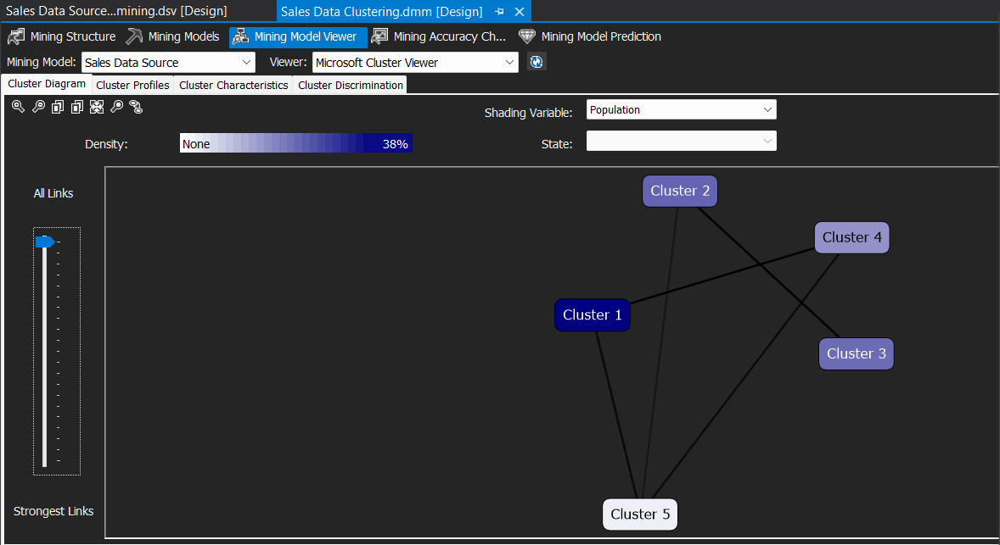 Sales Data Source...mining.dsv [Design] Sales Data Clustering.dmm [Design]
Mining Structure Mining Models Mining Model Viewer Mining Accuracy Ch... Mining Model Prediction
Mining Model: Sales Data Source Viewer: Microsoft Cluster Viewer
Cluster Diagram Cluster Profiles Cluster Characteristics Cluster Discrimination
Shading Variable: Population
Density: None 38% State:
All Links
Cluster 2
Cluster 4
Cluster 1
Cluster 3
Strongest Links
Cluster 5